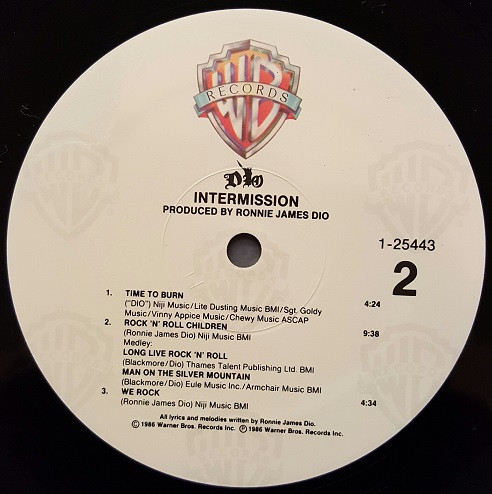 WB
RECORDS
DIO
INTERMISSION
PRODUCED BY RONNIE JAMES DIO
1-25443
2
1. TIME TO BURN
("DIO") Niji Music/Lite Dusting Music BMI/Sgt. Goldy 4:24
Music/Vinny Appice Music/Chewy Music ASCAP
2. ROCK 'N' ROLL CHILDREN
(Ronnie James Dio) Niji Music BMI 9:38
Medley:
LONG LIVE ROCK 'N' ROLL
(Blackmore/Dio) Thames Talent Publishing Ltd. BMI
MAN ON THE SILVER MOUNTAIN
(Blackmore/Dio) Eule Music Inc./Armchair Music BMI
3. WE ROCK
(Ronnie James Dio) Niji Music BMI 4:34
All lyrics and melodies written by Ronnie James Dio.
© 1986 Warner Bros. Records Inc. ℗ 1986 Warner Bros. Records Inc.